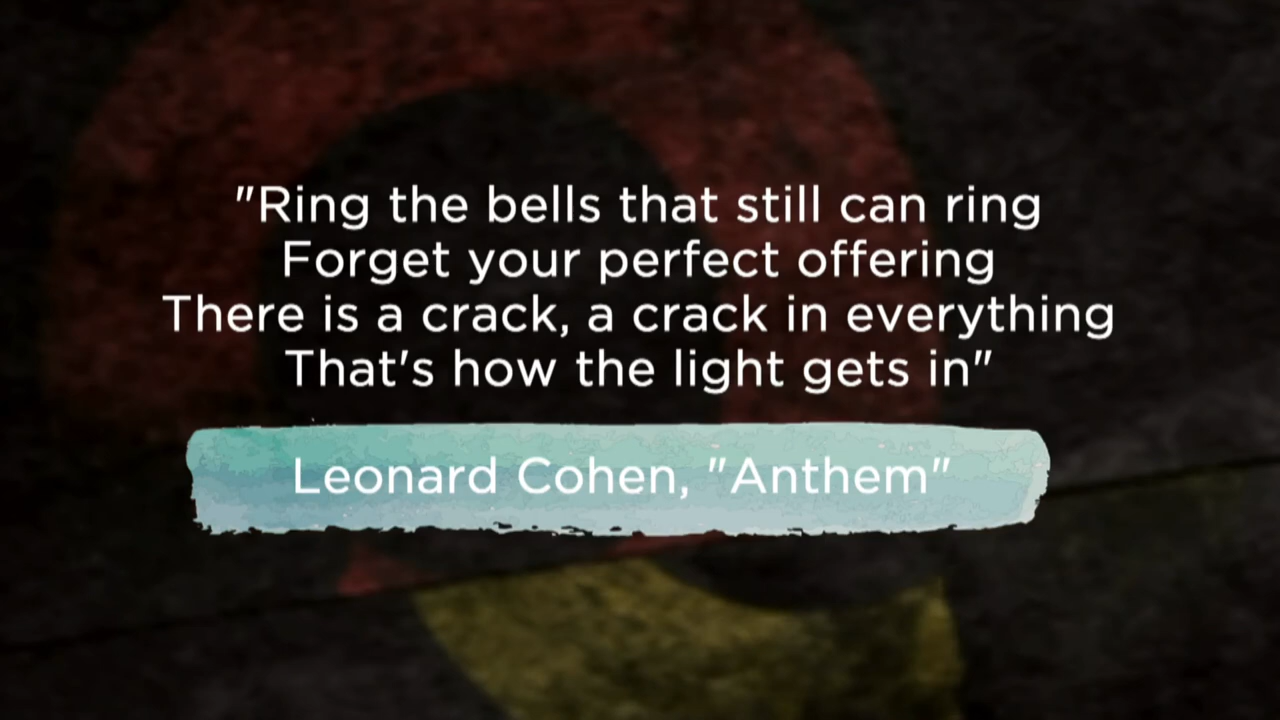 "Ring the bells that still can ring
Forget your perfect offering
There is a crack, a crack in everything
That's how the light gets in"
Leonard Cohen, "Anthem"